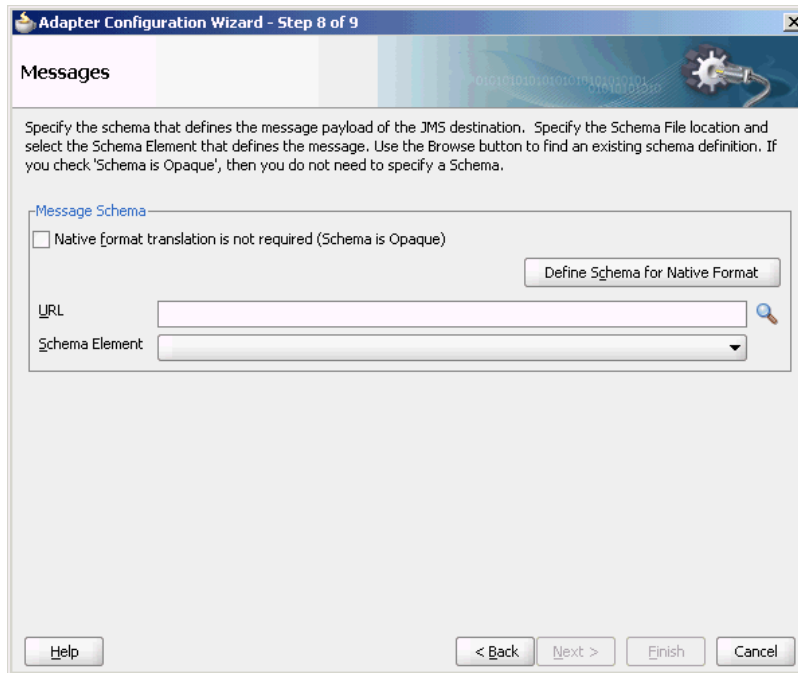 Adapter Configuration Wizard - Step 8 of 9
Messages
Specify the schema that defines the message payload of the JMS destination.  Specify the Schema File location and
select the Schema Element that defines the message. Use the Browse button to find an existing schema definition. If
you check 'Schema is Opaque', then you do not need to specify a Schema.
Message Schema
Native format translation is not required (Schema is Opaque)
Define Schema for Native Format
URL
Schema Element
Help
< Back
Next >
Finish
Cancel